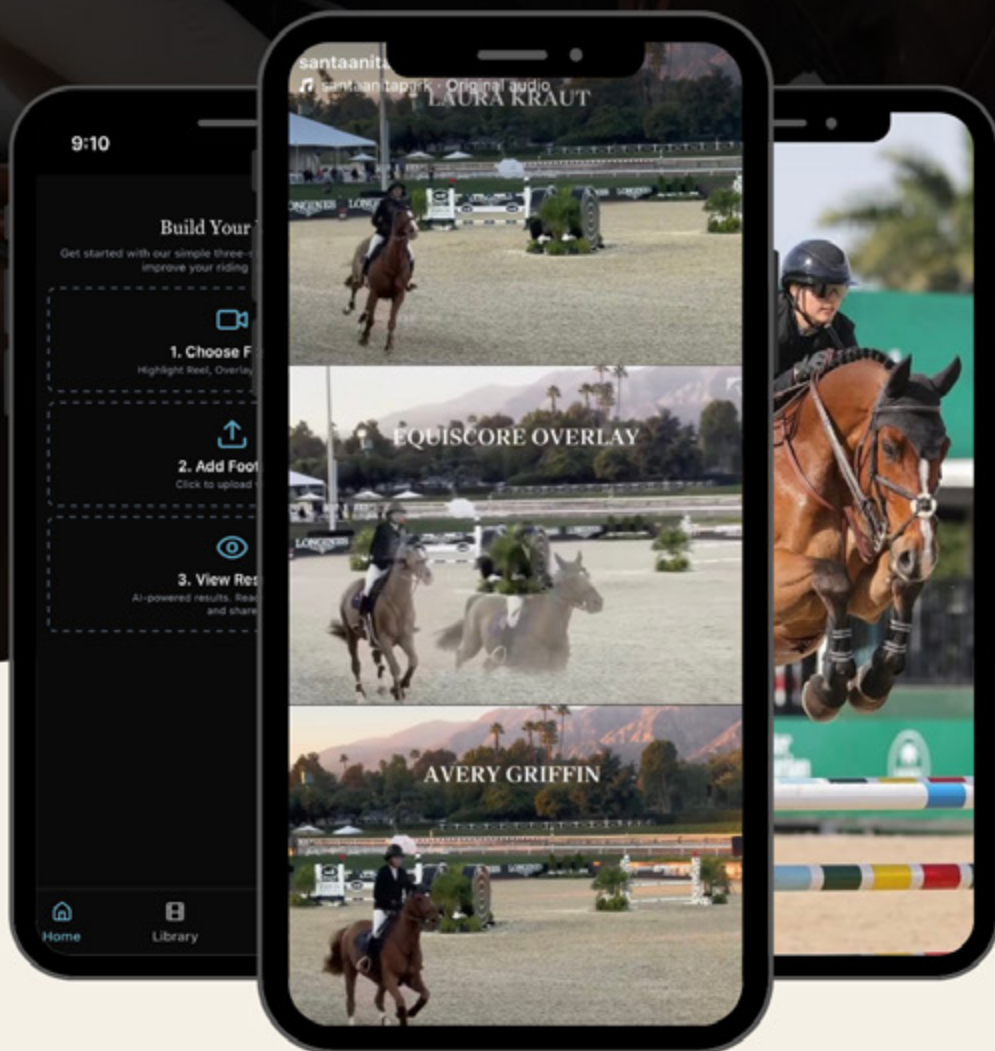 9:10
Build Your
Get started with our simple three-
improve your riding
1. Choose F
Highlight Reel, Overlay
2. Add Foot
Click to upload
3. View Res
AI-powered results. Read
and share
Home
Library
santaanita
santaanitapark · Original audio
LAURA KRAUT
LONGINES
EQUISCORE OVERLAY
LONGINES
AVERY GRIFFIN